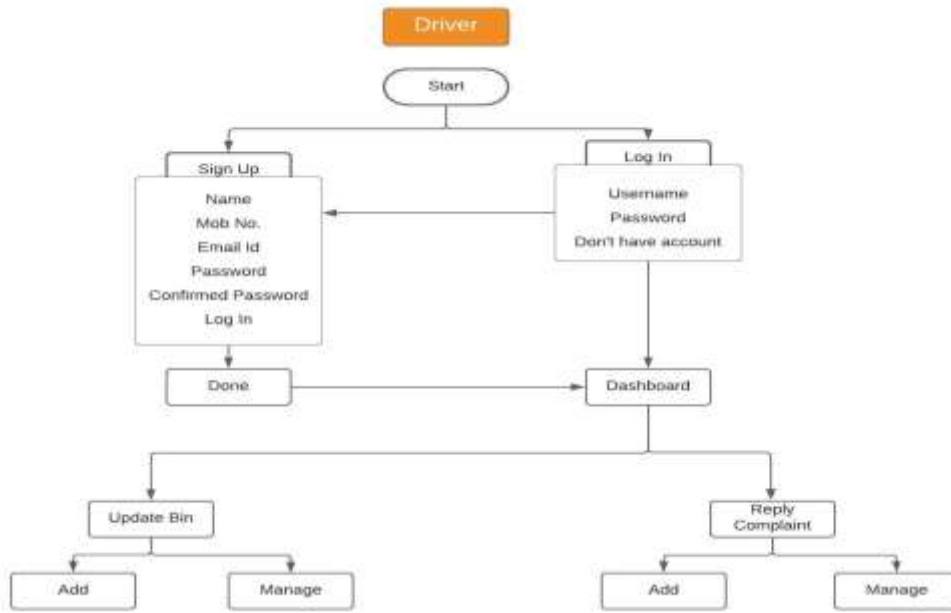 Driver
Start
Sign Up
Name
Mob No.
Email Id
Password
Confirmed Password
Log In
Log In
Username
Password
Don't have account
Done
Dashboard
Update Bin
Reply
Complaint
Add
Manage
Add
Manage